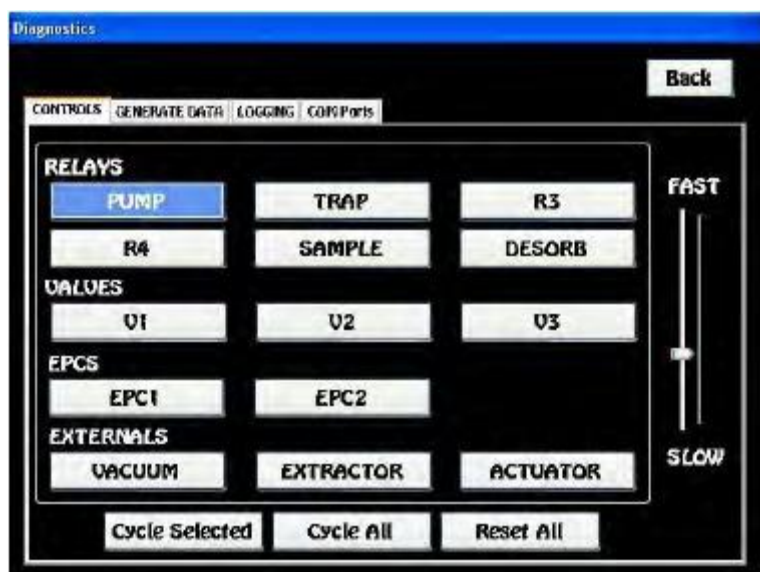 Diagnostics
Back
CONTROLS GENERATE DATA LOGGING COM Ports
RELAYS
PUMP TRAP R3
FAST
R4 SAMPLE DESORB
VALVES
V1 V2 V3
EPCS
EPC1 EPC2
EXTERNALS
SLOW
VACUUM EXTRACTOR ACTUATOR
Cycle Selected Cycle All Reset All